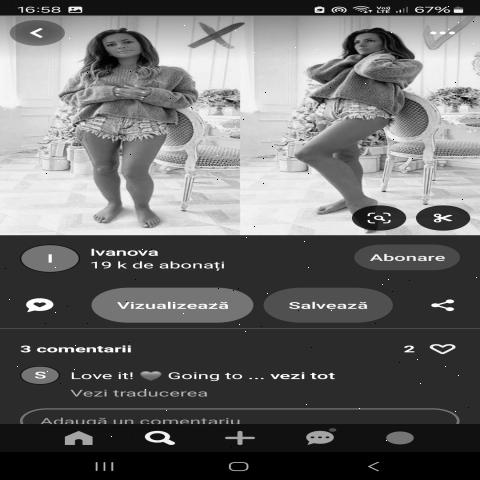 16:58
67%
I
Ivanova
19 k de abonați
Abonare
Vizualizează
Salvează
3 comentarii
2
S
Love it! Going to ... vezi tot
Vezi traducerea
Adaugă un comentariu